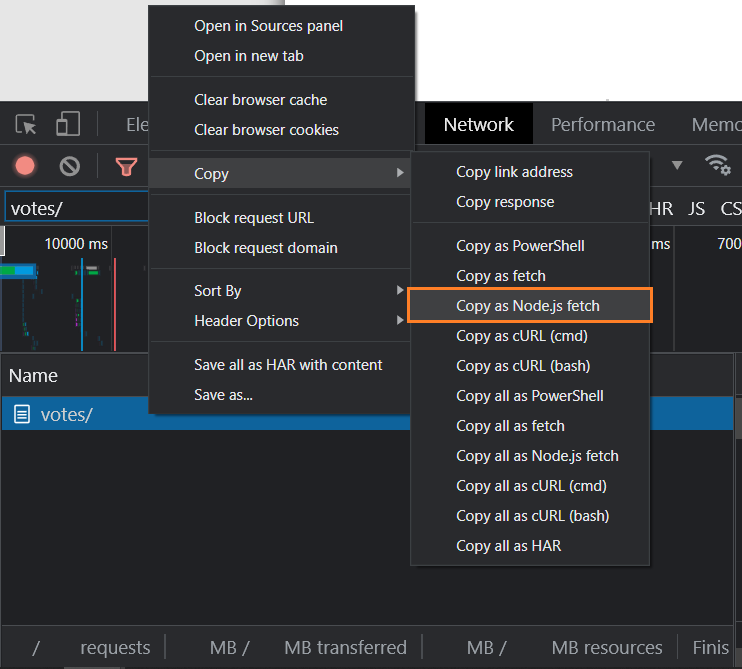 Open in Sources panel
Open in new tab
Clear browser cache
Clear browser cookies
Ele
Network
Performance
Memo
Copy
Copy link address
Copy response
Block request URL
Block request domain
votes/
HR JS CS
Copy as PowerShell
Copy as fetch
10000 ms
ms
700
Sort By
Header Options
Copy as Node.js fetch
Copy as cURL (cmd)
Copy as cURL (bash)
Save all as HAR with content
Save as...
Copy all as PowerShell
Copy all as fetch
Copy all as Node.js fetch
Copy all as cURL (cmd)
Copy all as cURL (bash)
Copy all as HAR
Name
votes/
/ requests MB / MB transferred MB / MB resources Finis